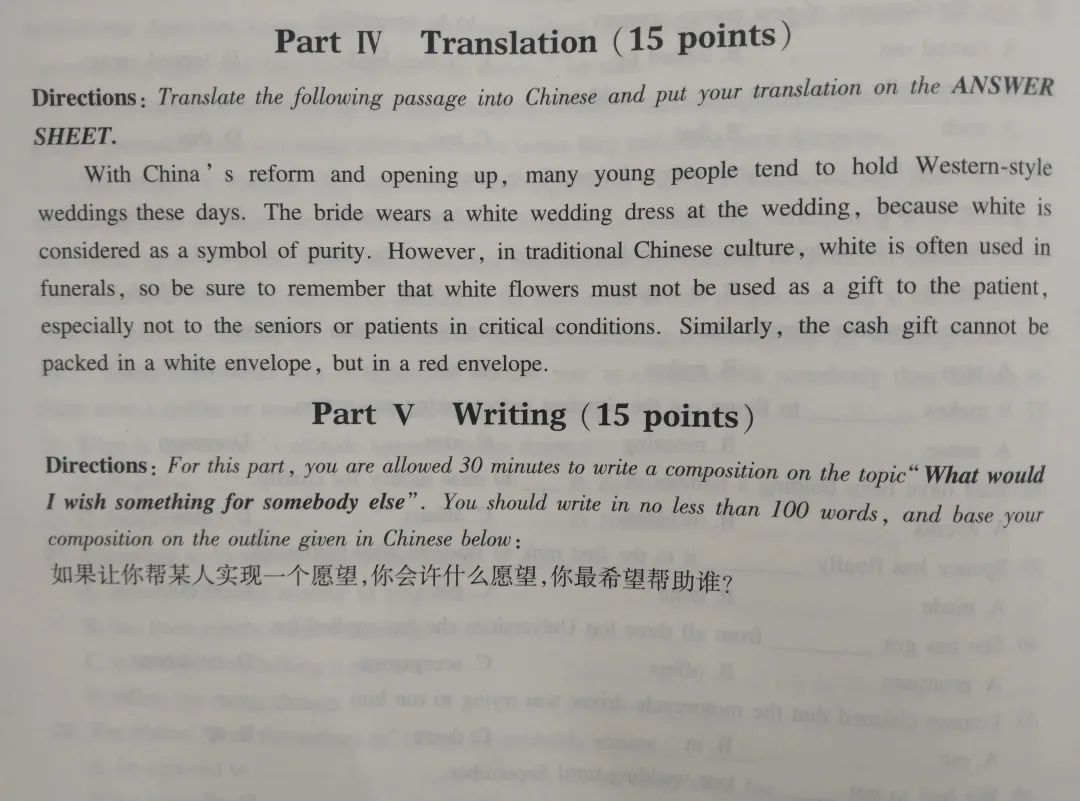 Part Ⅳ Translation (15 points)
Directions: Translate the following passage into Chinese and put your translation on the ANSWER
SHEET.
With China's reform and opening up, many young people tend to hold Western-style
weddings these days. The bride wears a white wedding dress at the wedding, because white is
considered as a symbol of purity. However, in traditional Chinese culture, white is often used in
funerals, so be sure to remember that white flowers must not be used as a gift to the patient,
especially not to the seniors or patients in critical conditions. Similarly, the cash gift cannot be
packed in a white envelope, but in a red envelope.
Part Ⅴ Writing (15 points)
Directions: For this part, you are allowed 30 minutes to write a composition on the topic“What would
I wish something for somebody else”. You should write in no less than 100 words, and base your
composition on the outline given in Chinese below:
如果让你帮某人实现一个愿望,你会许什么愿望,你最希望帮助谁?